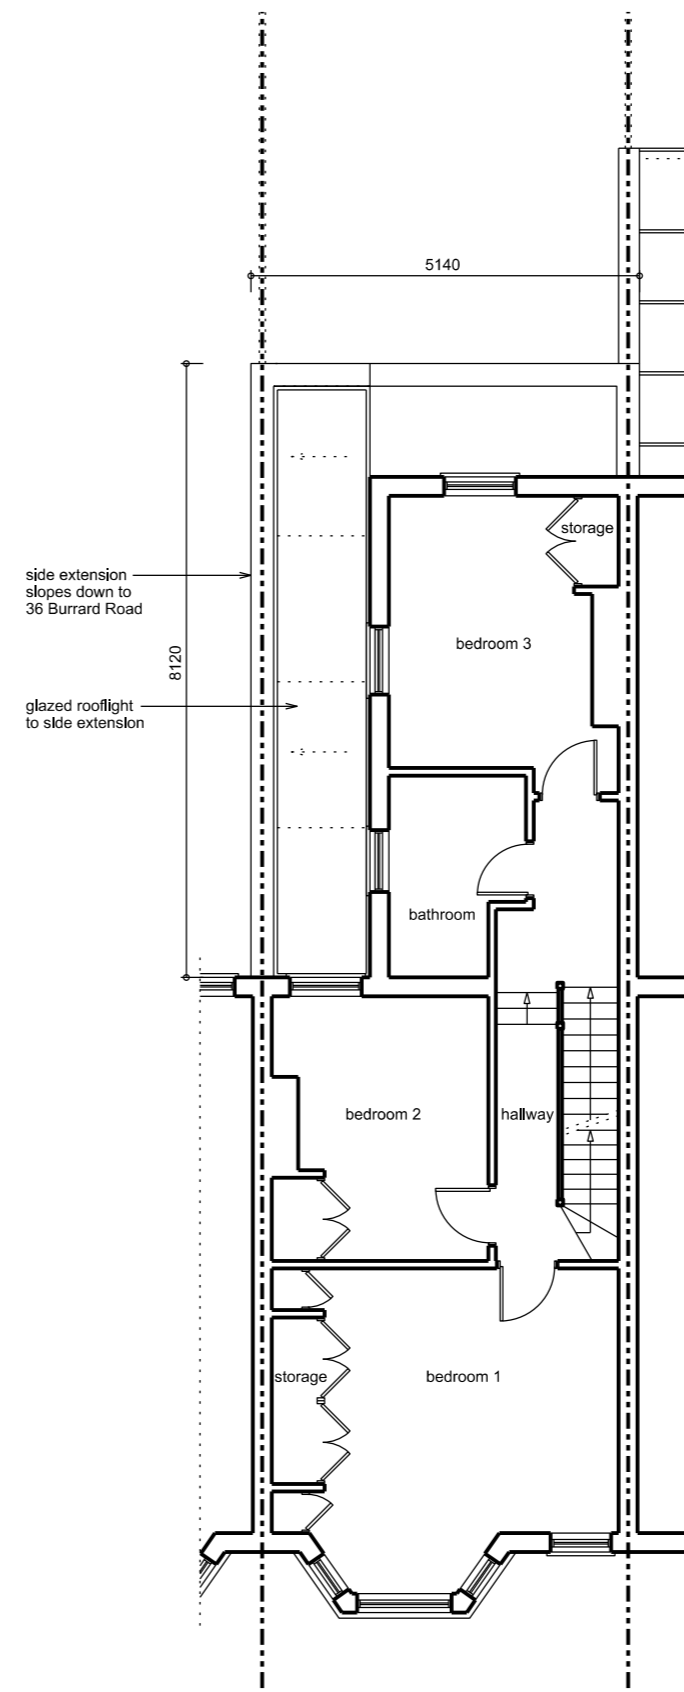 5140
storage
side extension
slopes down to
36 Burrard Road
bedroom 3
8120
glazed rooflight
to side extension
bathroom
bedroom 2
hallway
storage
bedroom 1